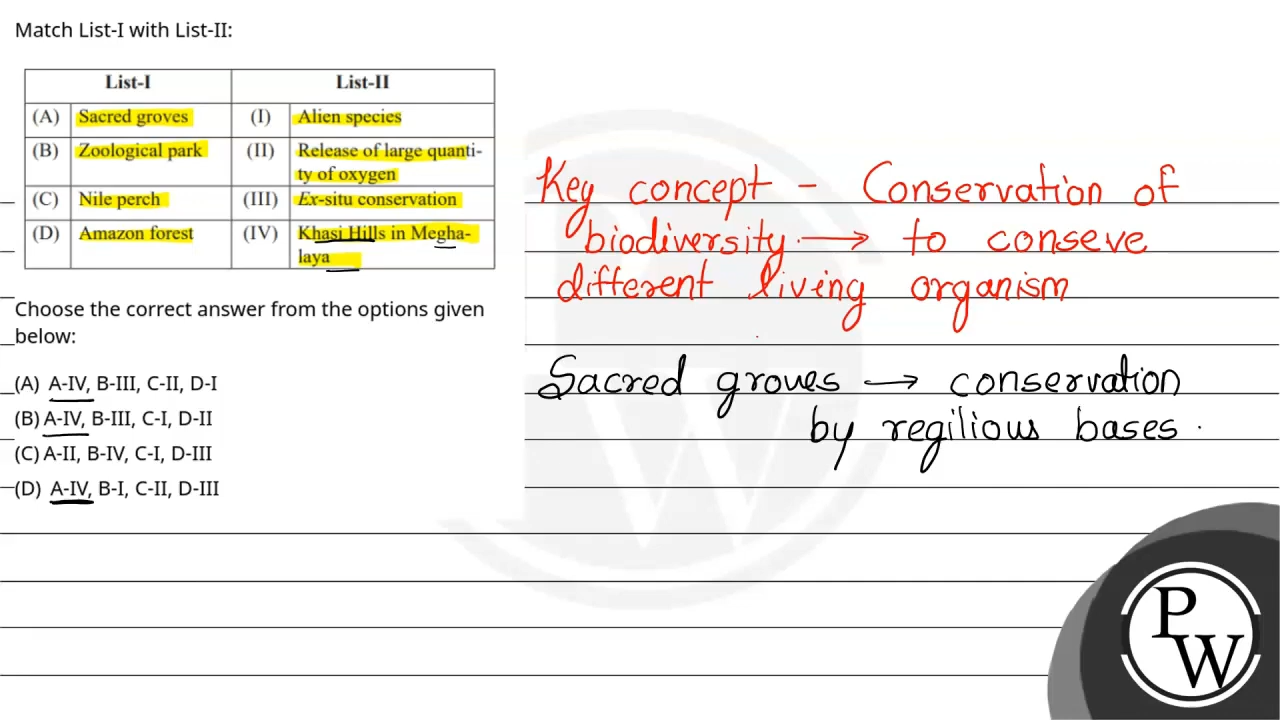 Match List-I with List-II:
List-I List-II
(A) Sacred groves (I) Alien species
(B) Zoological park (II) Release of large quanti-
ty of oxygen
(C) Nile perch (III) Ex-situ conservation
(D) Amazon forest (IV) Khasi Hills in Megha-
laya
Choose the correct answer from the options given
below:
(A) A-IV, B-III, C-II, D-I
(B) A-IV, B-III, C-I, D-II
(C) A-II, B-IV, C-I, D-III
(D) A-IV, B-I, C-II, D-III
Key concept - Conservation of
biodiversity. → to conseve
different living organism
Sacred groves → conservation
by regilious bases.
P
W